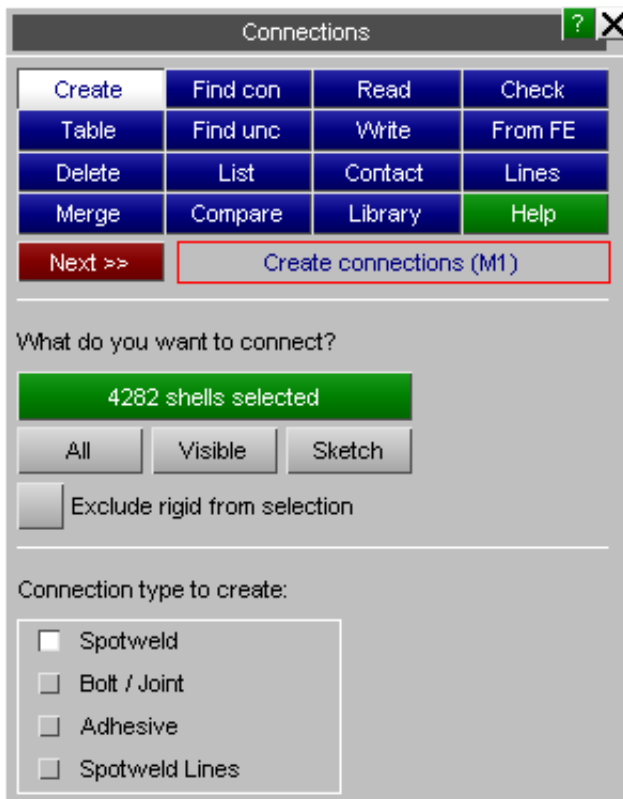 Connections ? X
Create Find con Read Check
Table Find unc Write From FE
Delete List Contact Lines
Merge Compare Library Help
Next >> Create connections (M1)
What do you want to connect?
4282 shells selected
All Visible Sketch
Exclude rigid from selection
Connection type to create:
Spotweld
Bolt / Joint
Adhesive
Spotweld Lines